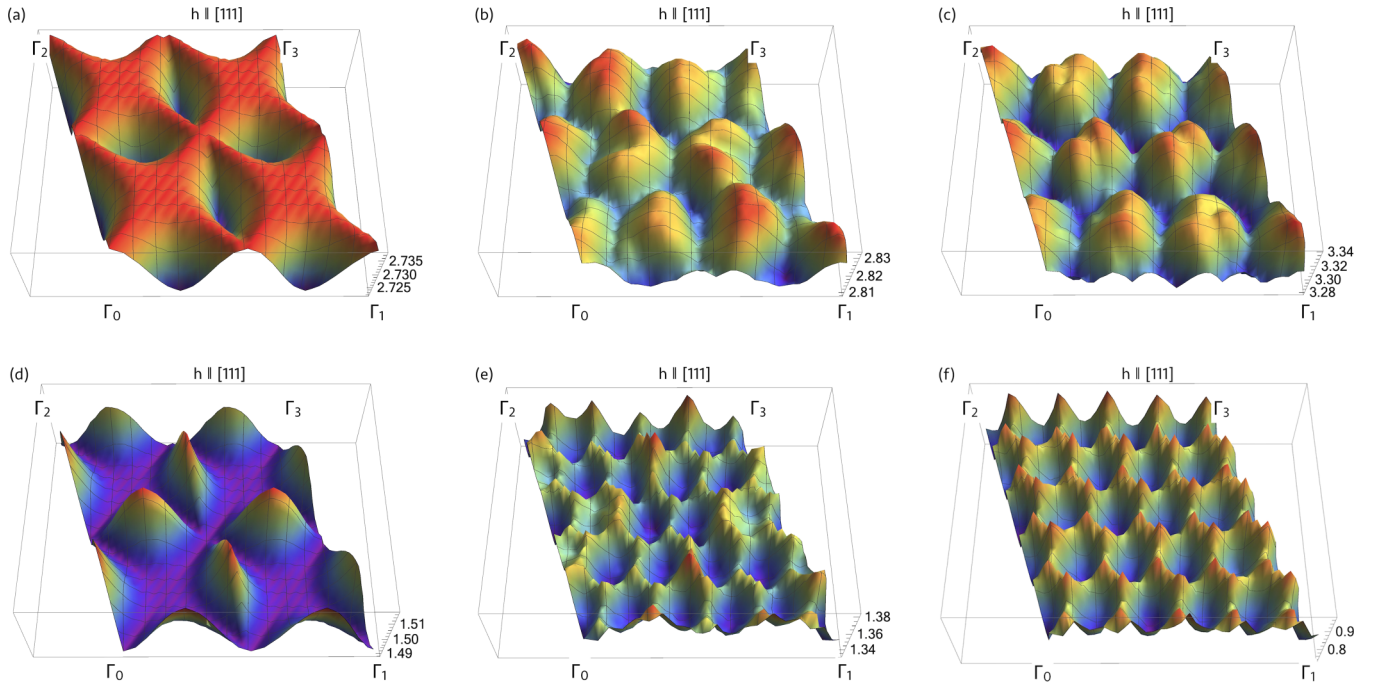 (a) h ∥ [111]
Γ2 Γ3
2.735
2.730
2.725
Γ0 Γ1
(b) h ∥ [111]
Γ2 Γ3
2.83
2.82
2.81
Γ0 Γ1
(c) h ∥ [111]
Γ2 Γ3
3.34
3.32
3.30
3.28
Γ0 Γ1
(d) h ∥ [111]
Γ2 Γ3
1.51
1.50
1.49
Γ0 Γ1
(e) h ∥ [111]
Γ2 Γ3
1.38
1.36
1.34
Γ0 Γ1
(f) h ∥ [111]
Γ2 Γ3
0.9
0.8
Γ0 Γ1